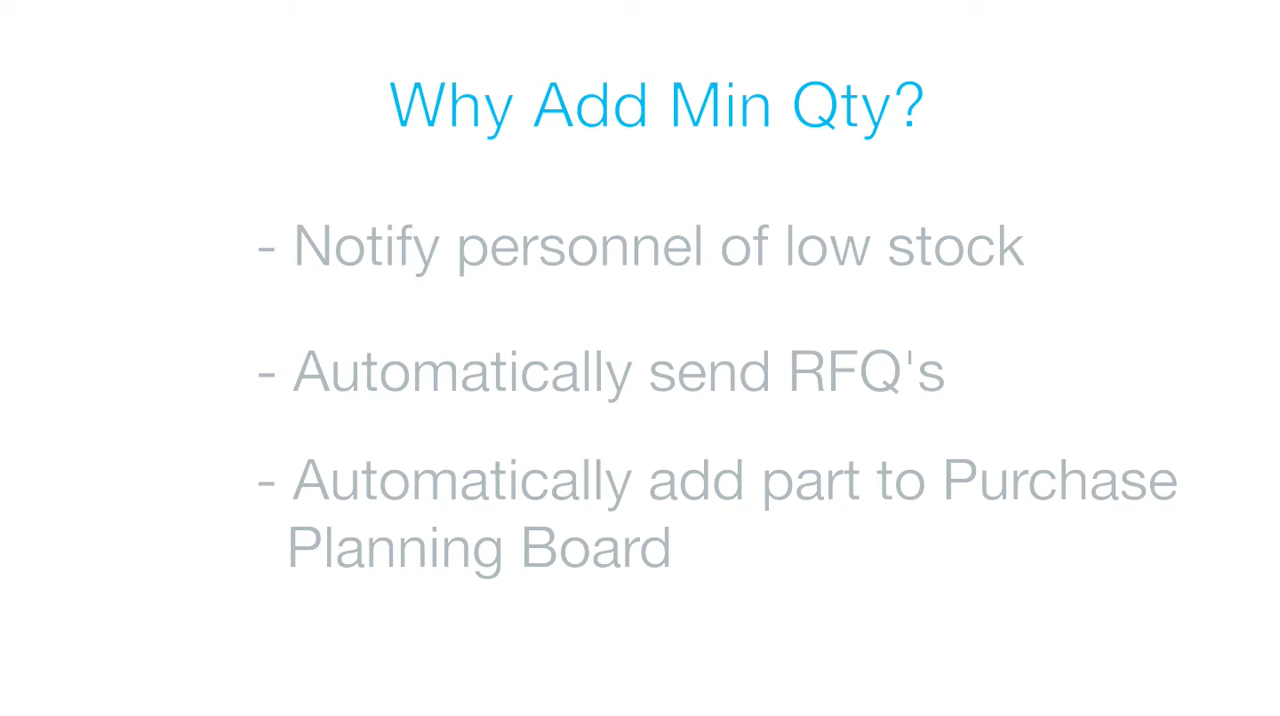 Why Add Min Qty?
- Notify personnel of low stock
- Automatically send RFQ's
- Automatically add part to Purchase
Planning Board